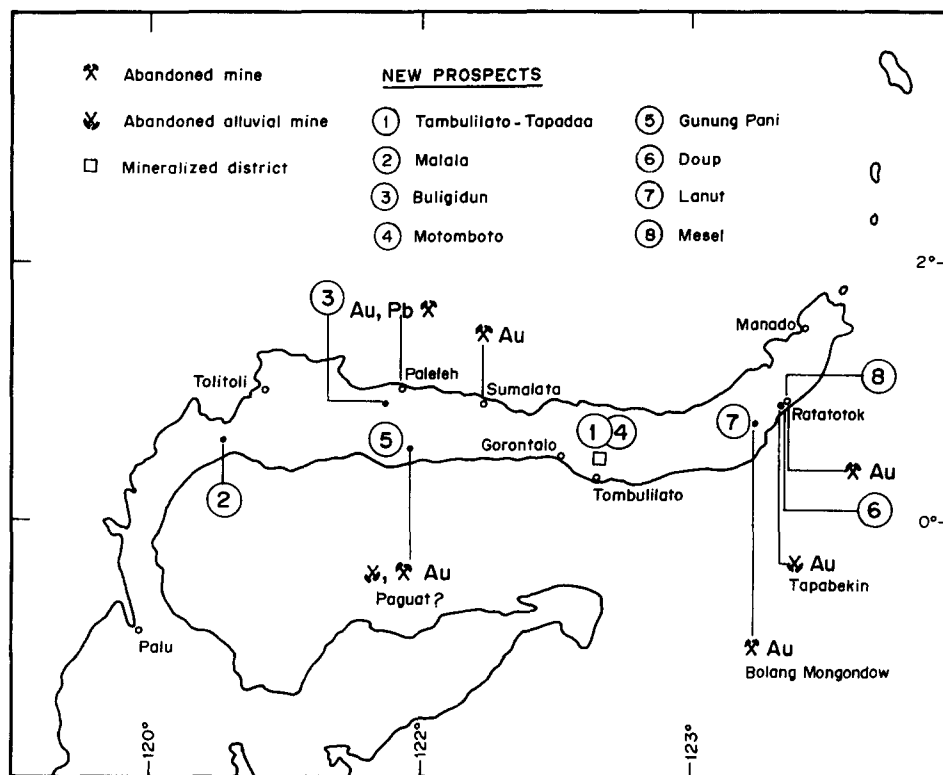 Abandoned mine
Abandoned alluvial mine
Mineralized district
NEW PROSPECTS
1 Tambulilato - Tapadaa
2 Malala
3 Buligidun
4 Motomboto
5 Gunung Pani
6 Doup
7 Lanut
8 Mesel
2°
3
Au, Pb
Au
Manado
Tolitoli
Paleleh
Sumalata
8
Ratatotok
7
1 4
5
Gorontalo
Tombulilato
2
Au
6
0°
Au
Tapabekin
, Au
Paguat?
Palu
Au
Bolang Mongondow
120°
122°
123°